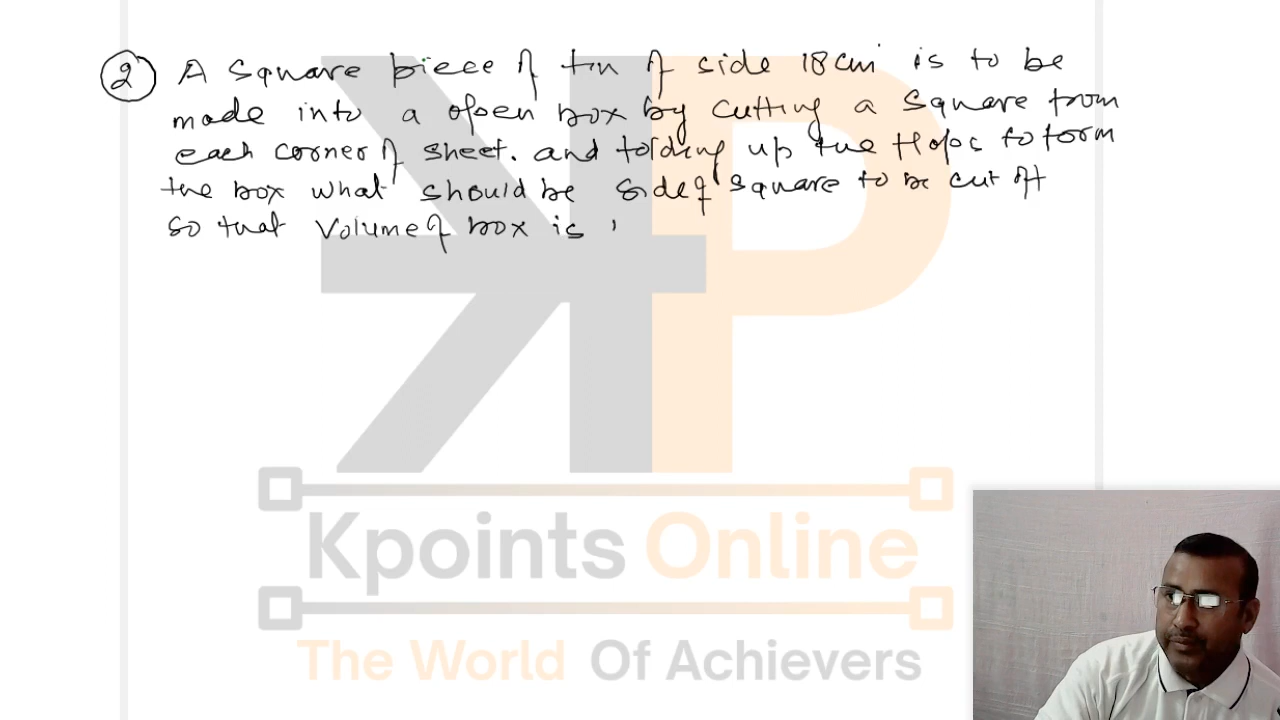 2 A square piece of tin of side 18cm is to be
made into a open box by cutting a square from
each corner of sheet. and folding up the flops to form
the box what should be side of square to be cut off
so that volume of box is
Kpoints Online
The World Of Achievers